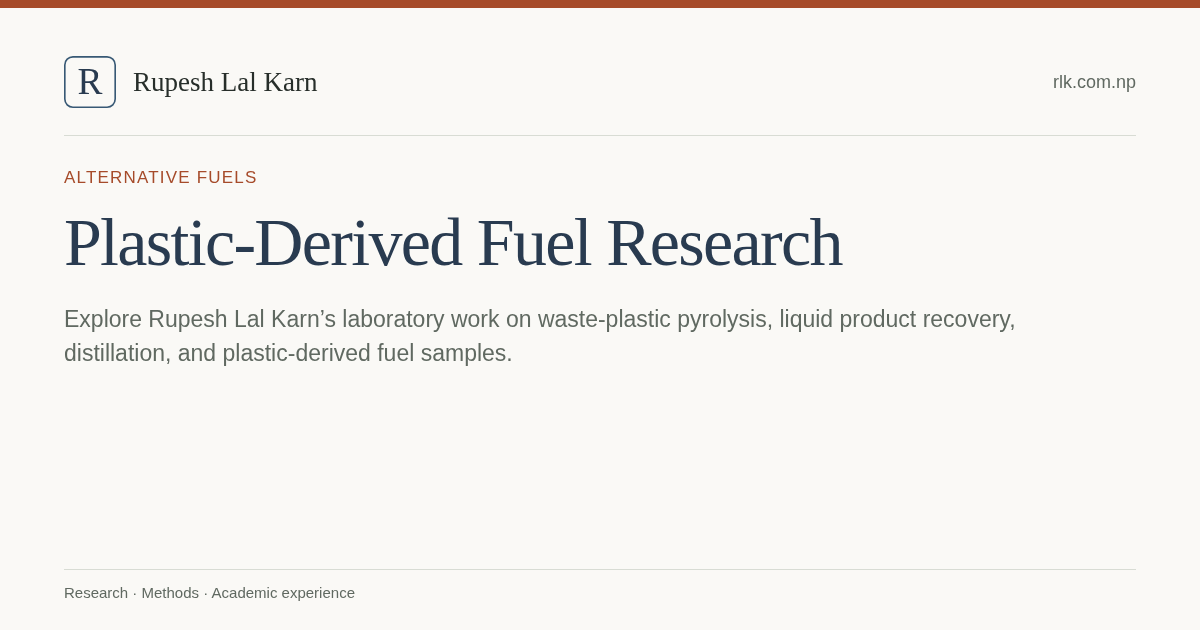 R
Rupesh Lal Karn
rlk.com.np
ALTERNATIVE FUELS
Plastic-Derived Fuel Research
Explore Rupesh Lal Karn’s laboratory work on waste-plastic pyrolysis, liquid product recovery,
distillation, and plastic-derived fuel samples.
Research · Methods · Academic experience